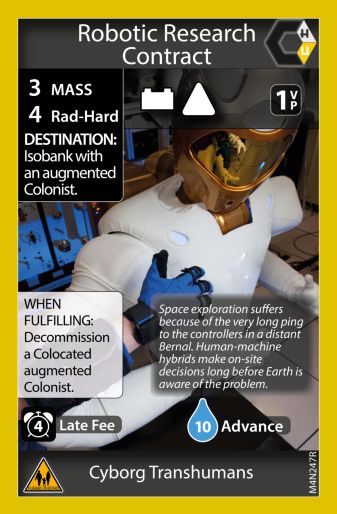 Robotic Research
Contract
H
U
3 MASS
4 Rad-Hard
1 VP
DESTINATION:
Isobank with
an augmented
Colonist.
WHEN
FULFILLING:
Decommission
a Colocated
augmented
Colonist.
Space exploration suffers
because of the very long ping
to the controllers in a distant
Bernal. Human-machine
hybrids make on-site
decisions long before Earth is
aware of the problem.
4 Late Fee
10 Advance
Cyborg Transhumans
M4N247R